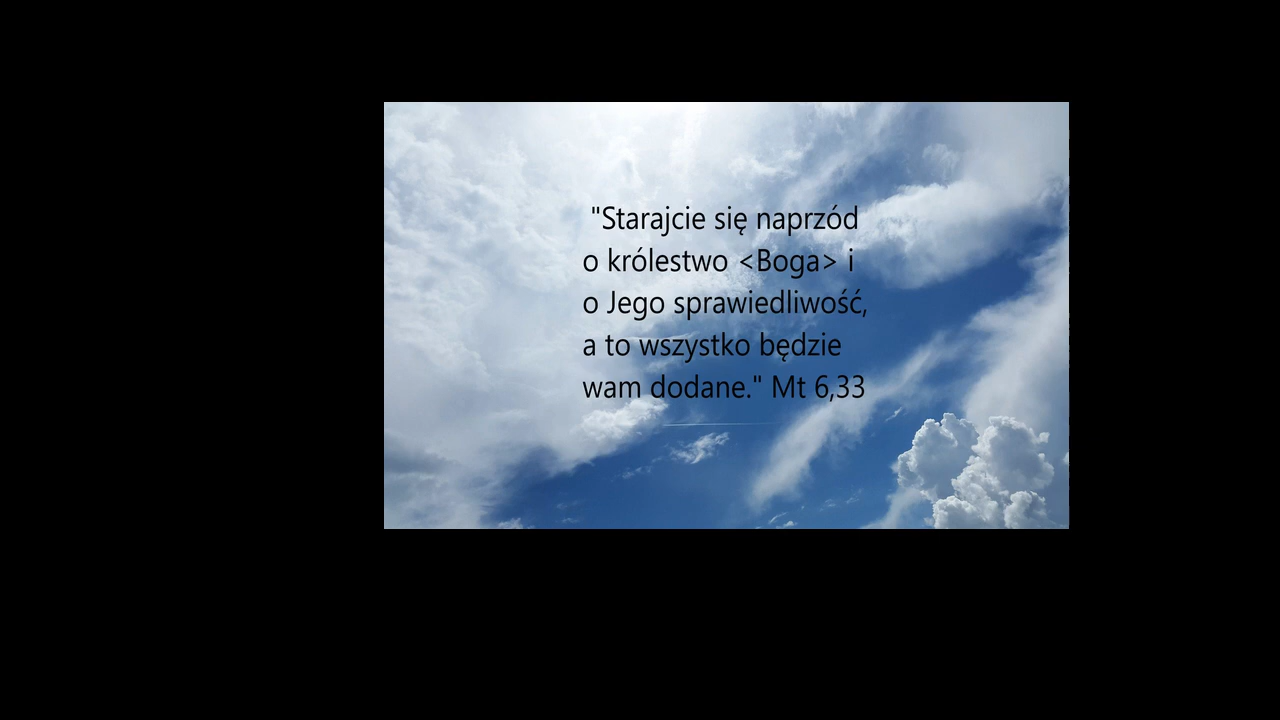 "Starajcie się naprzód
o królestwo <Boga> i
o Jego sprawiedliwość,
a to wszystko będzie
wam dodane." Mt 6,33